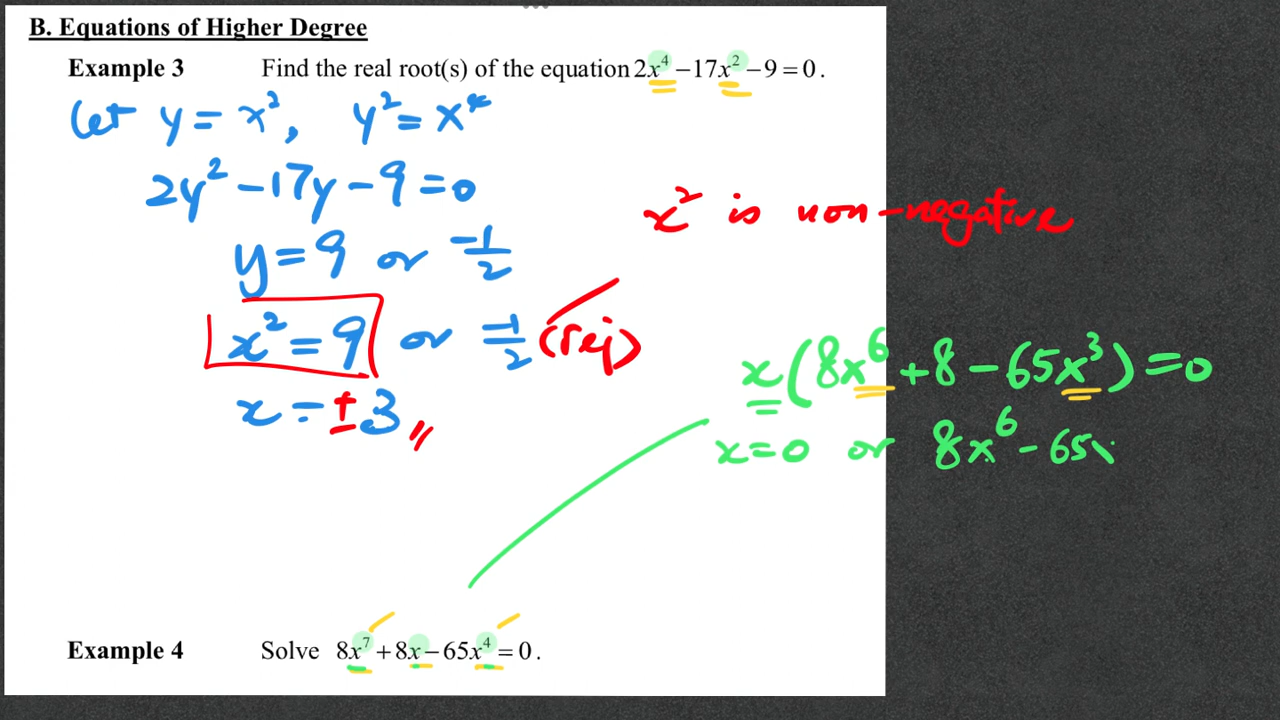 B. Equations of Higher Degree
Example 3 Find the real root(s) of the equation 2x⁴ −17x² −9 = 0 .
Let y = x², y² = x⁴
2y² −17y − 9 = 0
x² is non-negative
y = 9 or −1/2
x² = 9 or −1/2 (rej)
x(8x⁶ + 8 − 65x³) = 0
x = ±3 //
x = 0 or 8x⁶ − 65x
Example 4 Solve 8x⁷ + 8x − 65x⁴ = 0 .